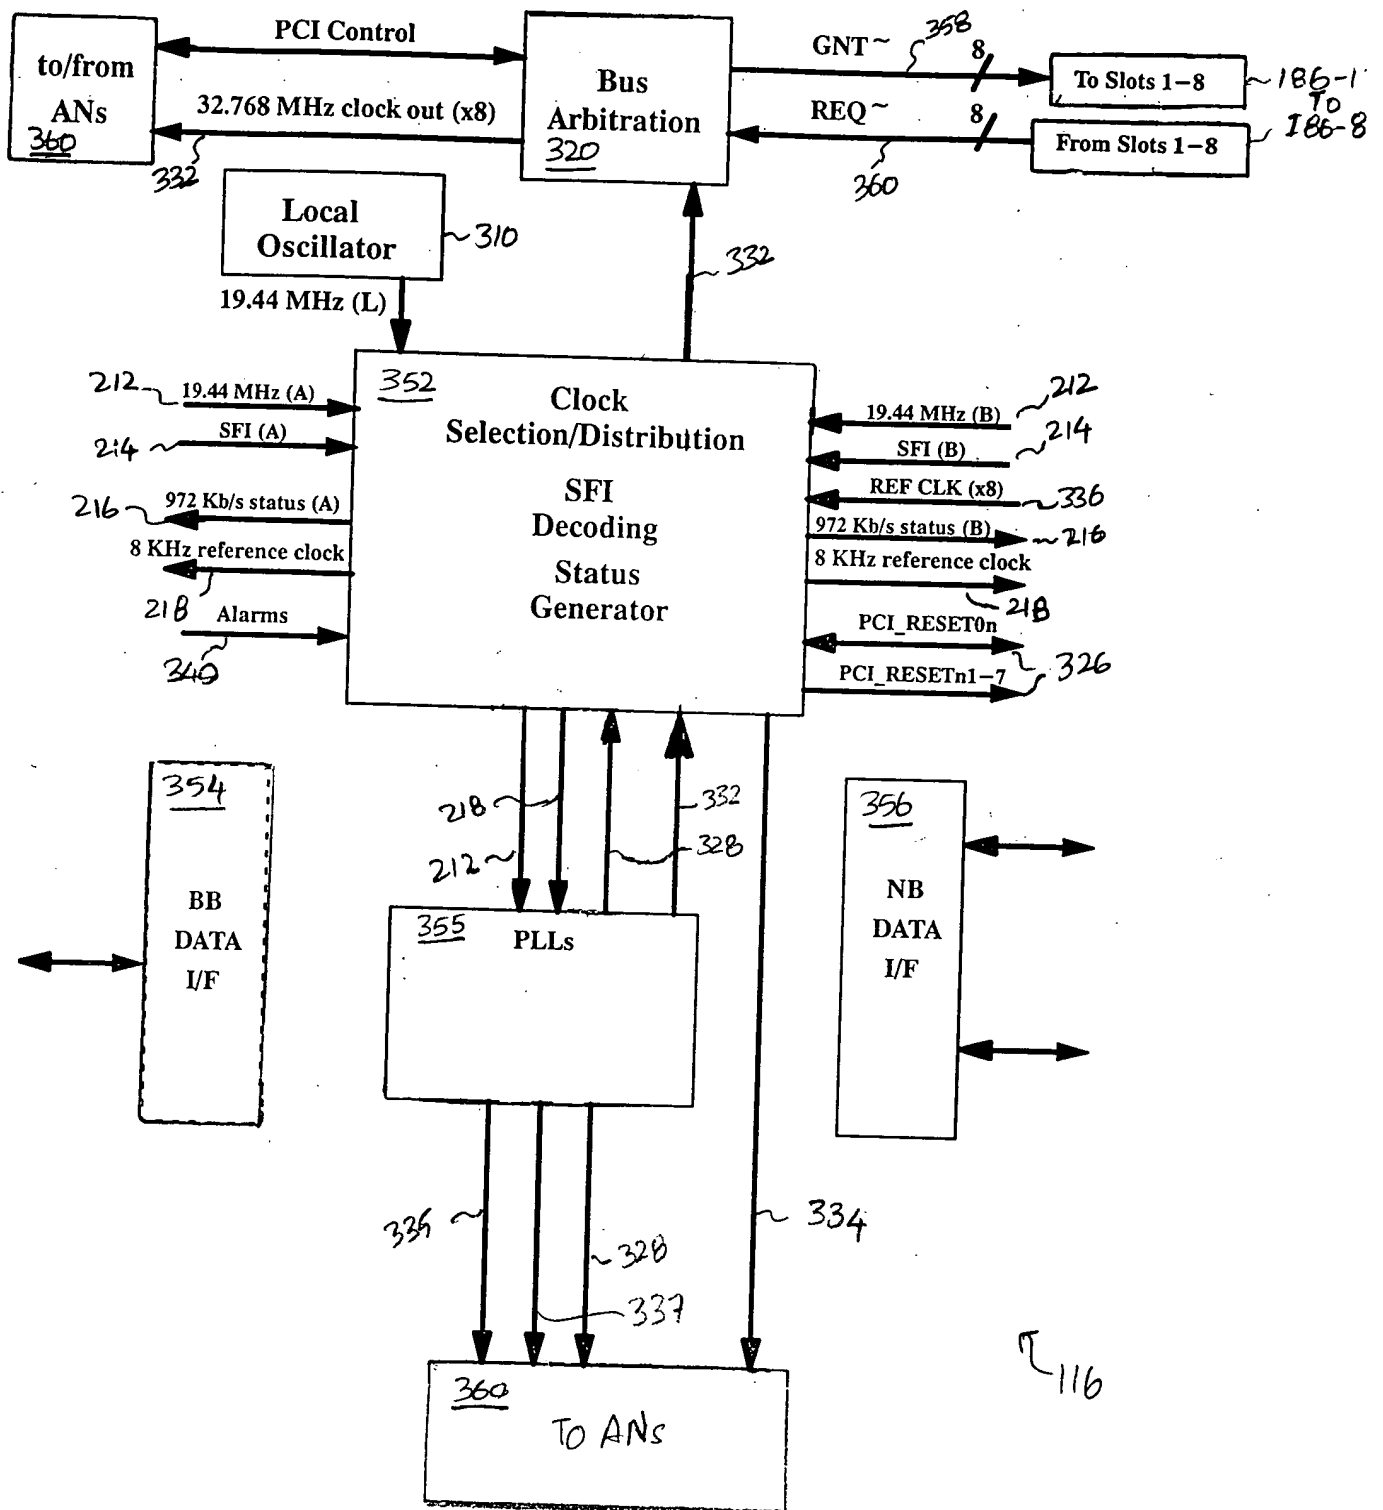 PCI Control
to/from
ANs
360
32.768 MHz clock out (x8)
332
Bus
Arbitration
320
GNT~
358
8
To Slots 1-8
186-1
TO
186-8
REQ~
8
360
From Slots 1-8
Local
Oscillator
310
19.44 MHz (L)
332
352
Clock
Selection/Distribution
SFI
Decoding
Status
Generator
212
19.44 MHz (A)
214
SFI (A)
216
972 Kb/s status (A)
8 KHz reference clock
218
Alarms
340
19.44 MHz (B)
212
SFI (B)
214
REF CLK (x8)
336
972 Kb/s status (B)
216
8 KHz reference clock
218
PCI_RESET0n
326
PCI_RESETn1-7
354
BB
DATA
I/F
218
212
332
328
355
PLLs
356
NB
DATA
I/F
328
337
334
360
TO ANs
116